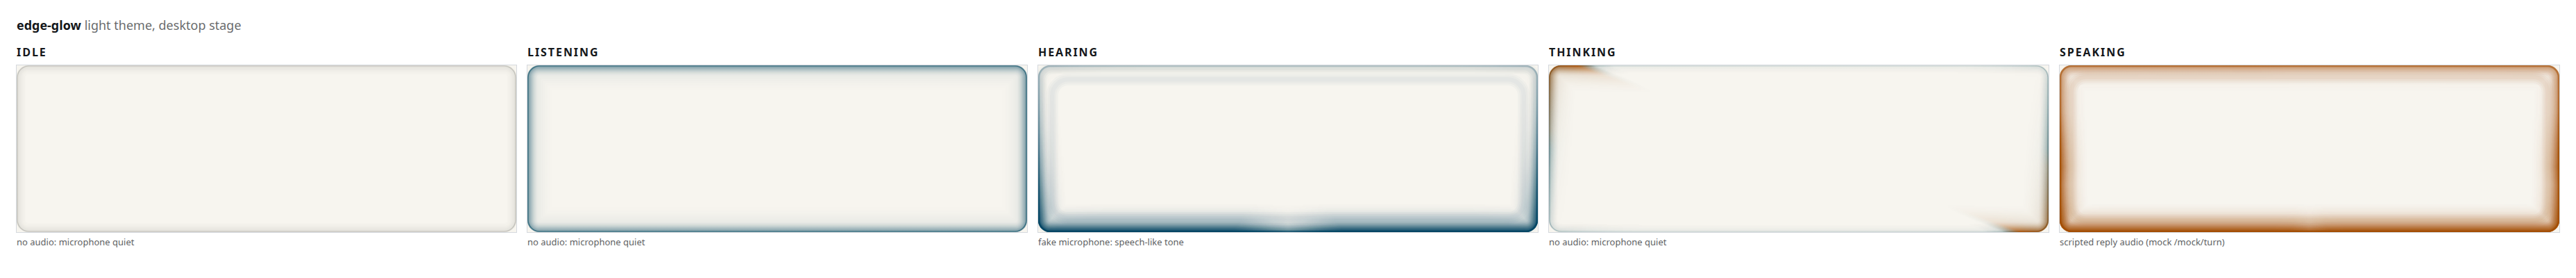 edge-glow light theme, desktop stage
IDLE
LISTENING
HEARING
THINKING
SPEAKING
no audio: microphone quiet
no audio: microphone quiet
fake microphone: speech-like tone
no audio: microphone quiet
scripted reply audio (mock /mock/turn)